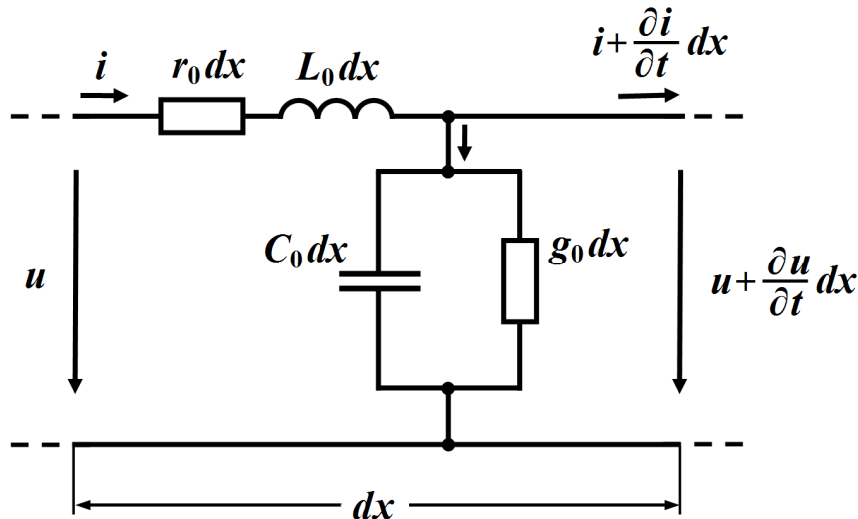 i
r₀dx
L₀dx
i+∂i/∂t dx
u
C₀dx
g₀dx
u+∂u/∂t dx
dx